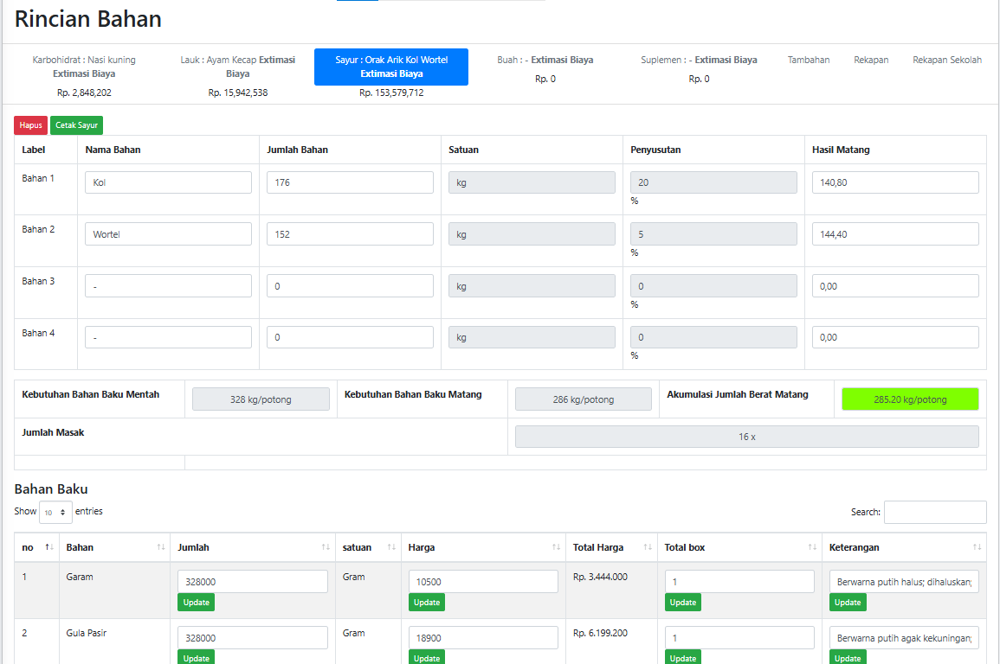 Rincian Bahan
Karbohidrat : Nasi kuning
Extimasi Biaya
Rp. 2,848,202
Lauk : Ayam Kecap Extimasi
Biaya
Rp. 15,942,538
Sayur : Orak Arik Kol Wortel
Extimasi Biaya
Rp. 153,579,712
Buah : - Extimasi Biaya
Rp. 0
Suplemen : - Extimasi Biaya
Rp. 0
Tambahan
Rekapan
Rekapan Sekolah
Hapus Cetak Sayur
Label Nama Bahan Jumlah Bahan Satuan Penyusutan Hasil Matang
Bahan 1 Kol 176 kg 20 140,80
%
Bahan 2 Wortel 152 kg 5 144,40
%
Bahan 3 - 0 kg 0 0,00
%
Bahan 4 - 0 kg 0 0,00
%
Kebutuhan Bahan Baku Mentah 328 kg/potong Kebutuhan Bahan Baku Matang 286 kg/potong Akumulasi Jumlah Berat Matang 285.20 kg/potong
Jumlah Masak 16 x
Bahan Baku
Show 10 entries Search:
no Bahan Jumlah satuan Harga Total Harga Total box Keterangan
1 Garam 328000 Gram 10500 Rp. 3.444.000 1 Berwarna putih halus; dihaluskan;
Update Update Update Update
2 Gula Pasir 328000 Gram 18900 Rp. 6.199.200 1 Berwarna putih agak kekuningan;
Update Update Update Update